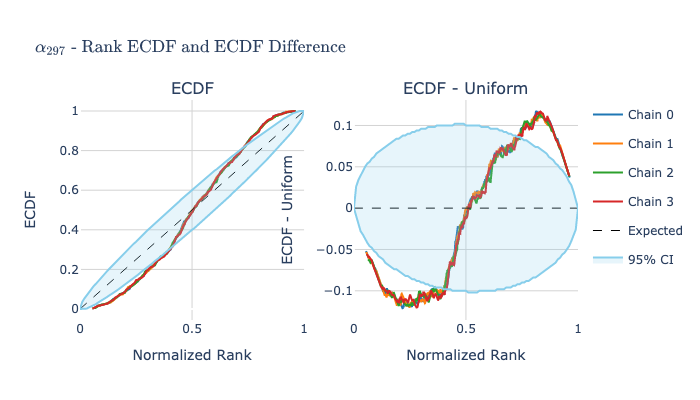 α297 - Rank ECDF and ECDF Difference
ECDF
ECDF - Uniform
1
0.8
0.6
0.4
0.2
0
0
0.5
1
ECDF
Normalized Rank
0.1
0.05
0
−0.05
−0.1
0
0.5
1
ECDF - Uniform
Normalized Rank
Chain 0
Chain 1
Chain 2
Chain 3
Expected
95% CI